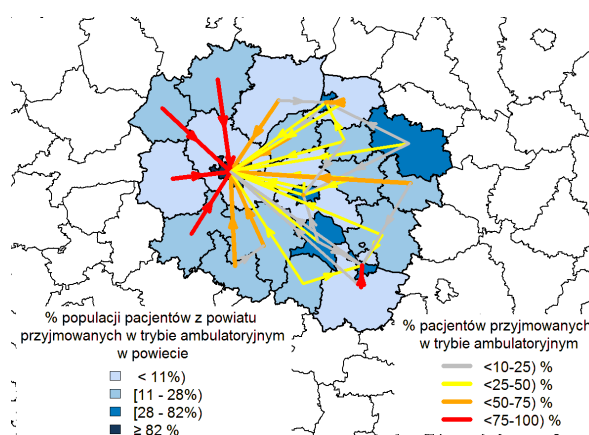 % populacji pacjentów z powiatu
przyjmowanych w trybie ambulatoryjnym
w powiecie
< 11%)
[11 - 28%)
[28 - 82%)
≥ 82 %
% pacjentów przyjmowanych
w trybie ambulatoryjnym
<10-25) %
<25-50) %
<50-75) %
<75-100) %